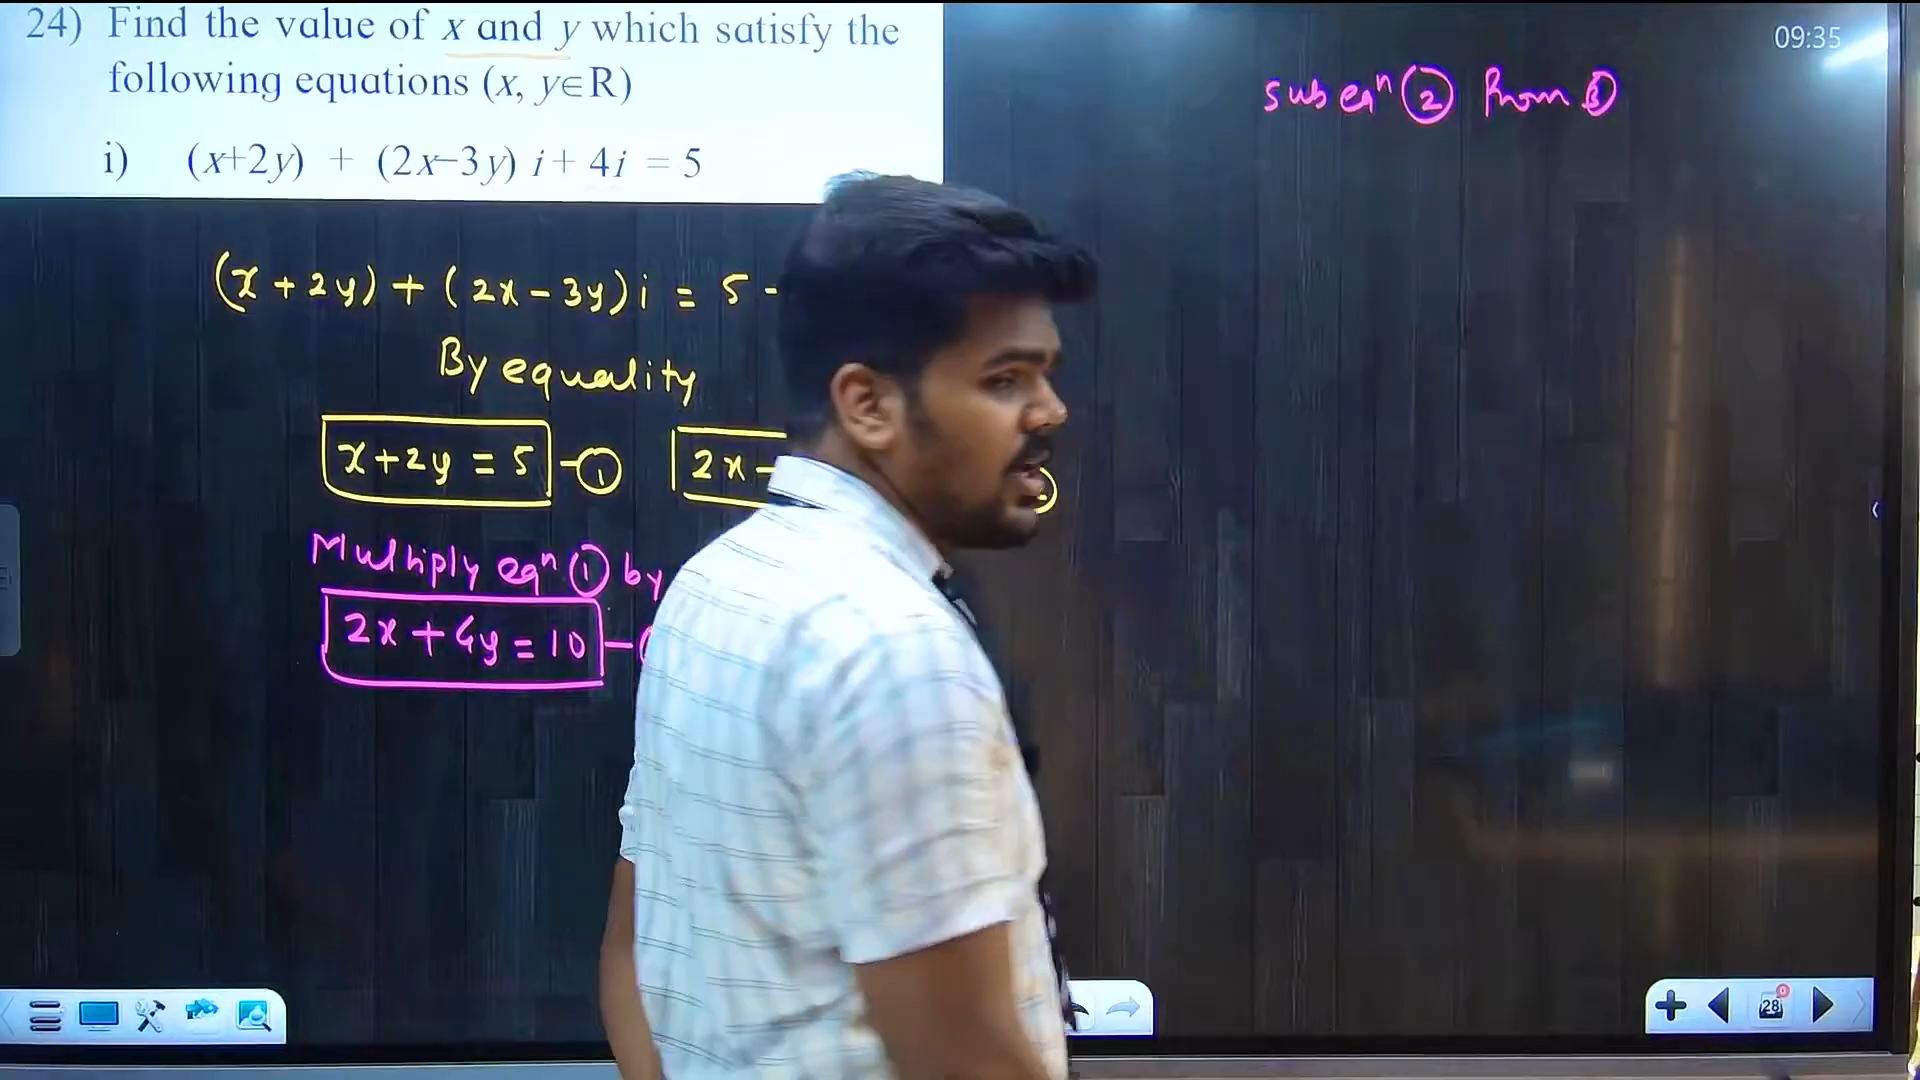 24) Find the value of x and y which satisfy the
following equations (x, y∈R)
i) (x+2y) + (2x−3y) i + 4i = 5
(x + 2y) + (2x − 3y) i = 5 -
By equality
x + 2y = 5 — ①
2x -
Multiply eqⁿ ① by
2x + 4y = 10 —
09:35
sub eqⁿ ② from ③
28
0